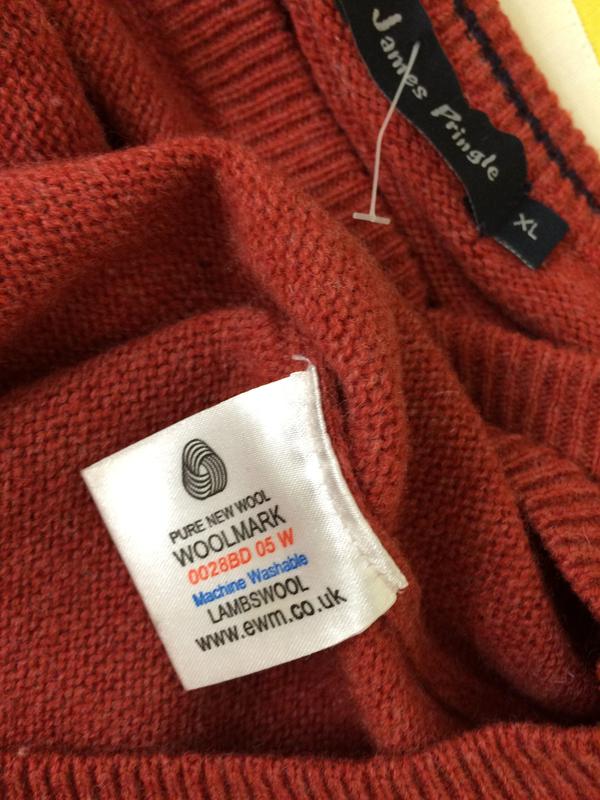 James Pringle
XL
PURE NEW WOOL
WOOLMARK
0028BD 05 W
Machine Washable
LAMBSWOOL
www.ewm.co.uk